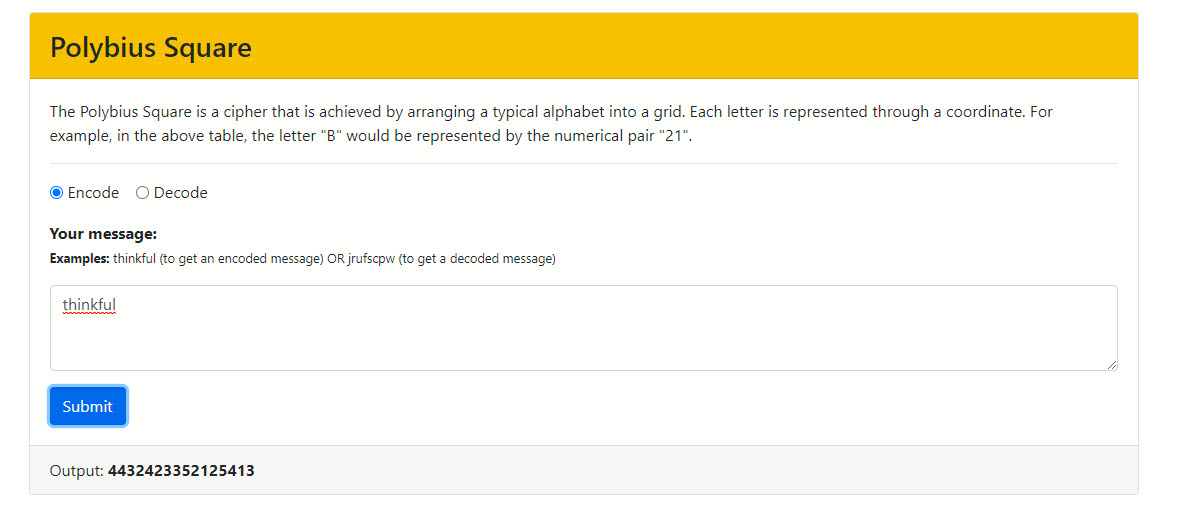 Polybius Square
The Polybius Square is a cipher that is achieved by arranging a typical alphabet into a grid. Each letter is represented through a coordinate. For
example, in the above table, the letter "B" would be represented by the numerical pair "21".
Encode Decode
Your message:
Examples: thinkful (to get an encoded message) OR jrufscpw (to get a decoded message)
thinkful
Submit
Output: 4432423352125413